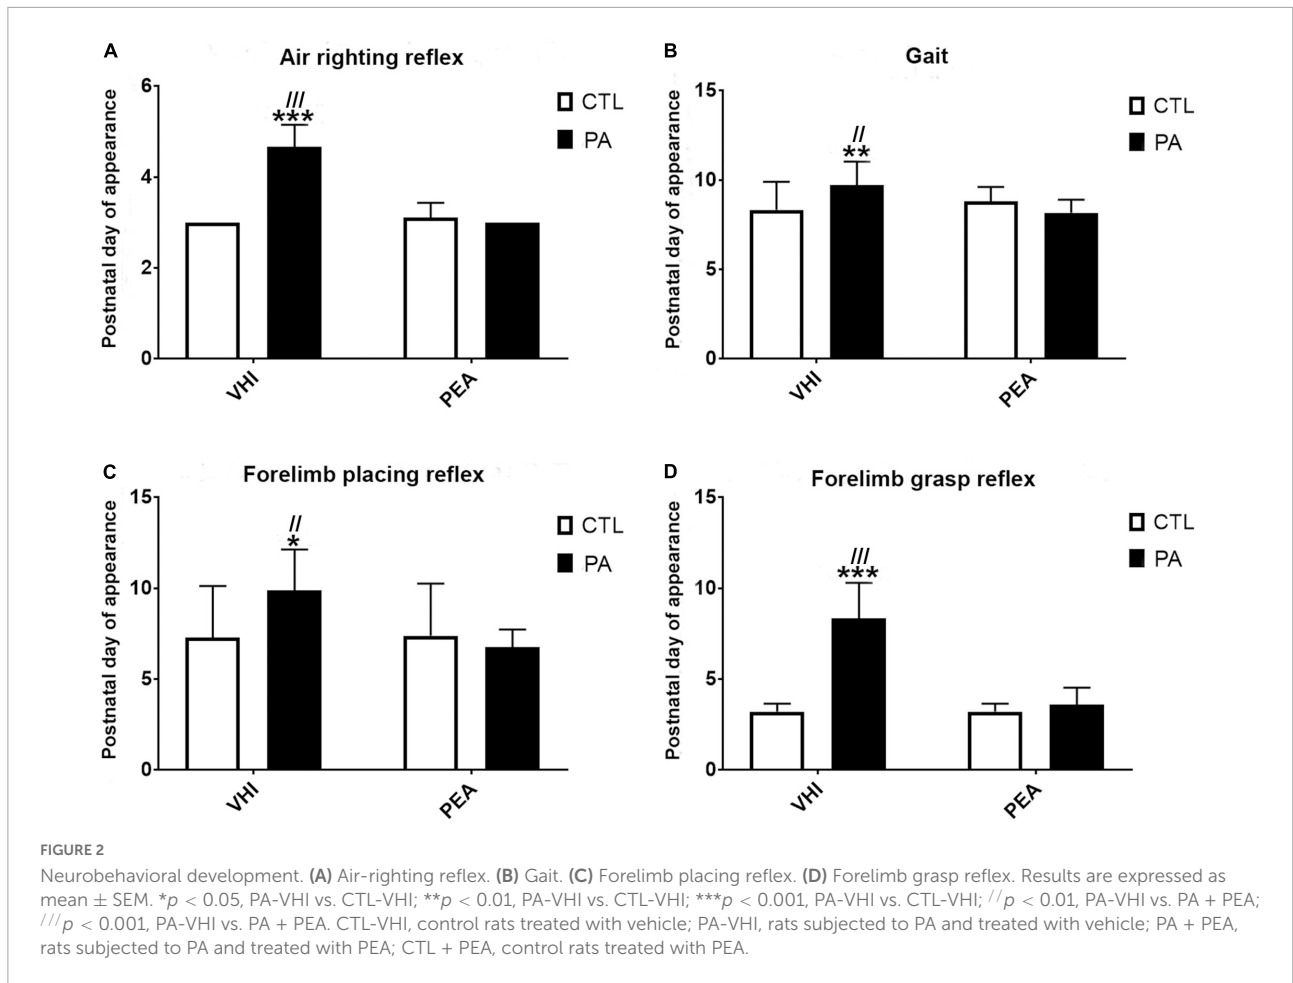 A
Air righting reflex
Postnatal day of appearance
6
4
2
0
///
***
CTL
PA
VHI
PEA
B
Gait
Postnatal day of appearance
15
10
5
0
//
**
CTL
PA
VHI
PEA
C
Forelimb placing reflex
Postnatal day of appearance
15
10
5
0
//
*
CTL
PA
VHI
PEA
D
Forelimb grasp reflex
Postnatal day of appearance
15
10
5
0
///
***
CTL
PA
VHI
PEA
FIGURE 2
Neurobehavioral development. (A) Air-righting reflex. (B) Gait. (C) Forelimb placing reflex. (D) Forelimb grasp reflex. Results are expressed as
mean ± SEM. *p < 0.05, PA-VHI vs. CTL-VHI; **p < 0.01, PA-VHI vs. CTL-VHI; ***p < 0.001, PA-VHI vs. CTL-VHI; //p < 0.01, PA-VHI vs. PA + PEA;
///p < 0.001, PA-VHI vs. PA + PEA. CTL-VHI, control rats treated with vehicle; PA-VHI, rats subjected to PA and treated with vehicle; PA + PEA,
rats subjected to PA and treated with PEA; CTL + PEA, control rats treated with PEA.